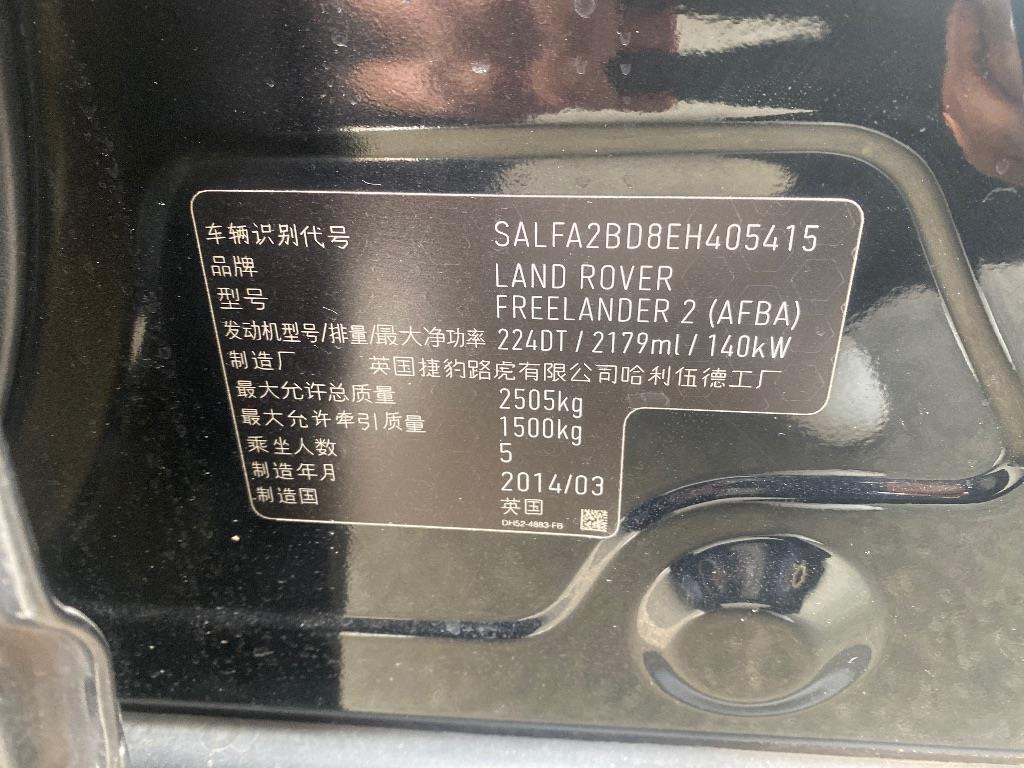 车辆识别代号 SALFA2BD8EH405415
品牌 LAND ROVER
型号 FREELANDER 2 (AFBA)
发动机型号/排量/最大净功率 224DT / 2179ml / 140kW
制造厂 英国捷豹路虎有限公司哈利伍德工厂
最大允许总质量 2505kg
最大允许牵引质量 1500kg
乘坐人数 5
制造年月 2014/03
制造国 英国
DH52-4883-FB